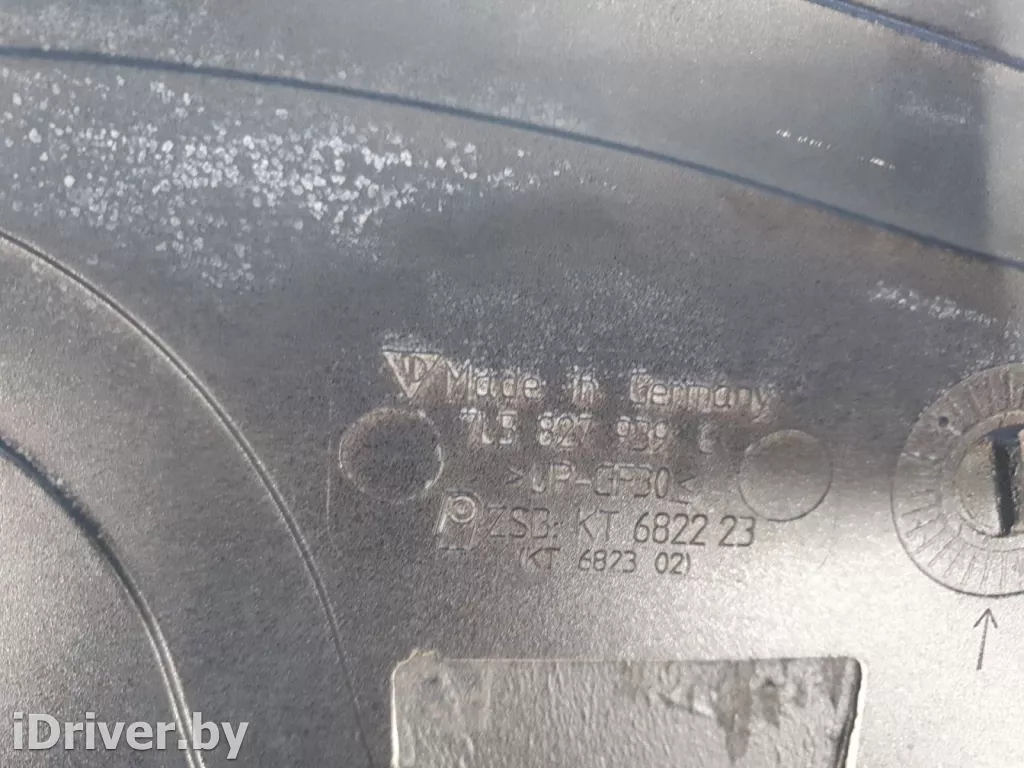 Made in Germany
7L5 827 939
>UP-GF30<
ZSB: KT 6822 23
(KT 6823 02)
iDriver.by